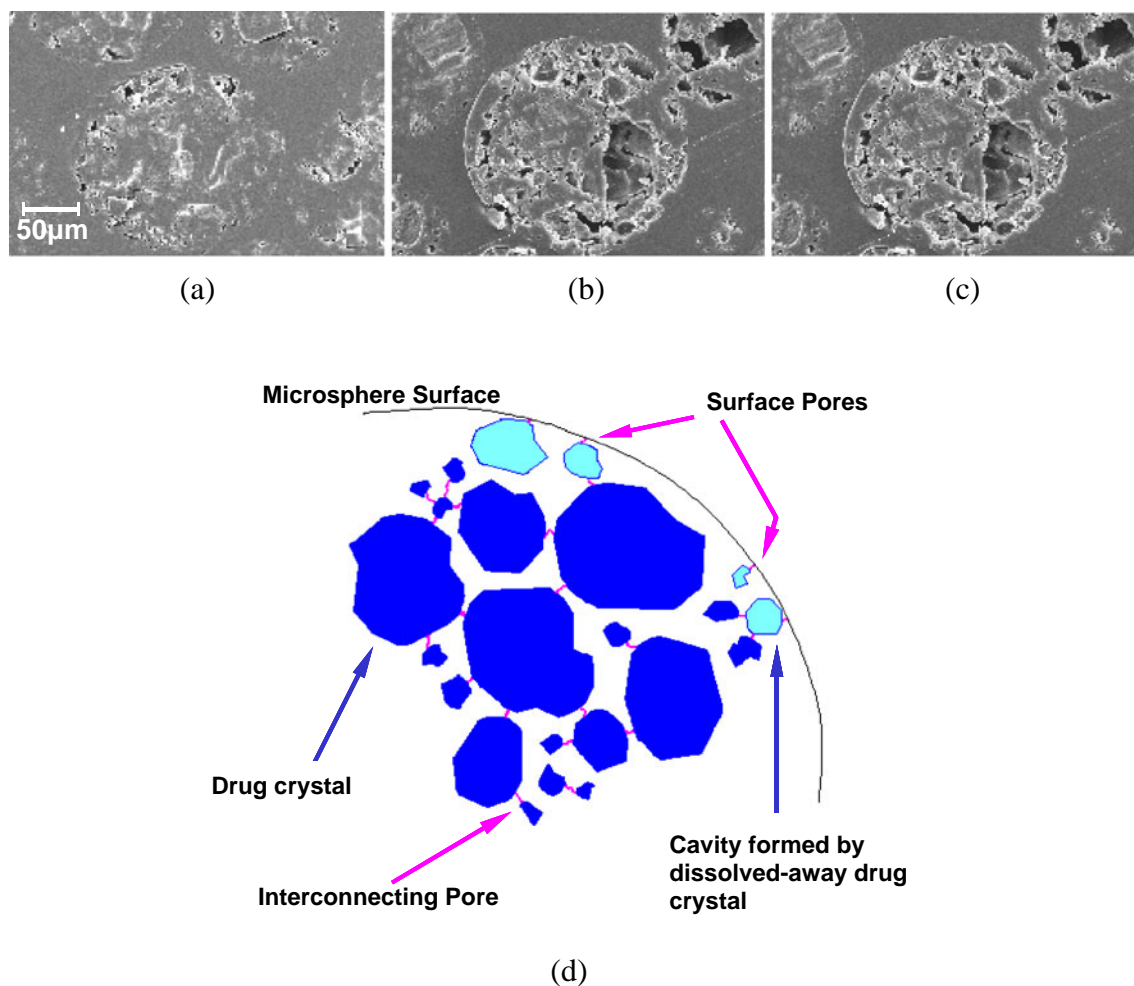 50µm
(a)
(b)
(c)
Microsphere Surface
Surface Pores
Drug crystal
Interconnecting Pore
Cavity formed by
dissolved-away drug
crystal
(d)